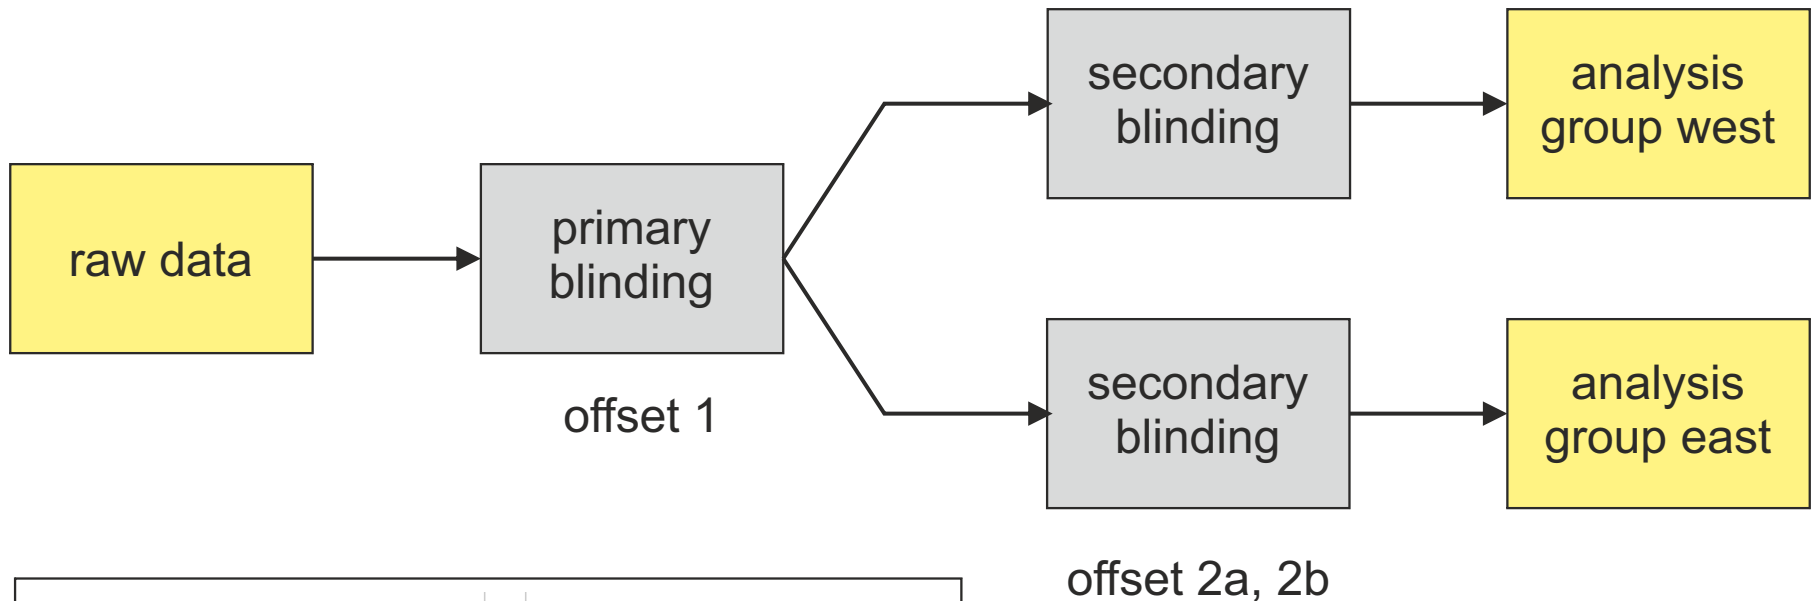 raw data
primary
blinding
offset 1
secondary
blinding
analysis
group west
secondary
blinding
analysis
group east
offset 2a, 2b